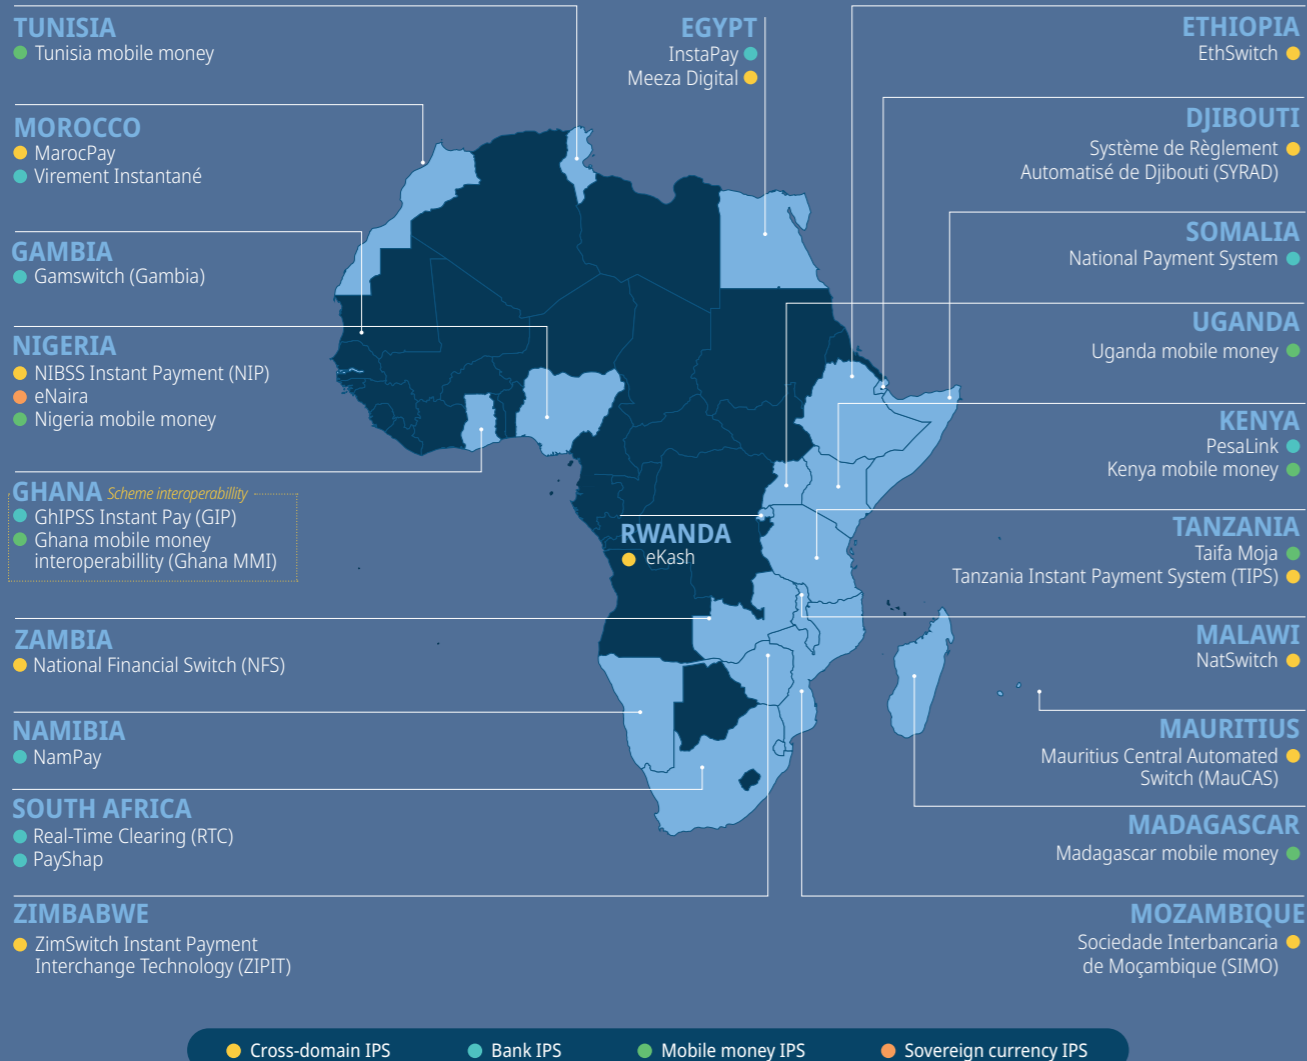 TUNISIA
Tunisia mobile money
MOROCCO
MarocPay
Virement Instantané
GAMBIA
Gamswitch (Gambia)
NIGERIA
NIBSS Instant Payment (NIP)
eNaira
Nigeria mobile money
GHANA Scheme interoperabillity
GhIPSS Instant Pay (GIP)
Ghana mobile money
interoperabillity (Ghana MMI)
ZAMBIA
National Financial Switch (NFS)
NAMIBIA
NamPay
SOUTH AFRICA
Real-Time Clearing (RTC)
PayShap
ZIMBABWE
ZimSwitch Instant Payment
Interchange Technology (ZIPIT)
EGYPT
InstaPay
Meeza Digital
RWANDA
eKash
ETHIOPIA
EthSwitch
DJIBOUTI
Système de Règlement
Automatisé de Djibouti (SYRAD)
SOMALIA
National Payment System
UGANDA
Uganda mobile money
KENYA
PesaLink
Kenya mobile money
TANZANIA
Taifa Moja
Tanzania Instant Payment System (TIPS)
MALAWI
NatSwitch
MAURITIUS
Mauritius Central Automated
Switch (MauCAS)
MADAGASCAR
Madagascar mobile money
MOZAMBIQUE
Sociedade Interbancaria
de Moçambique (SIMO)
Cross-domain IPS
Bank IPS
Mobile money IPS
Sovereign currency IPS